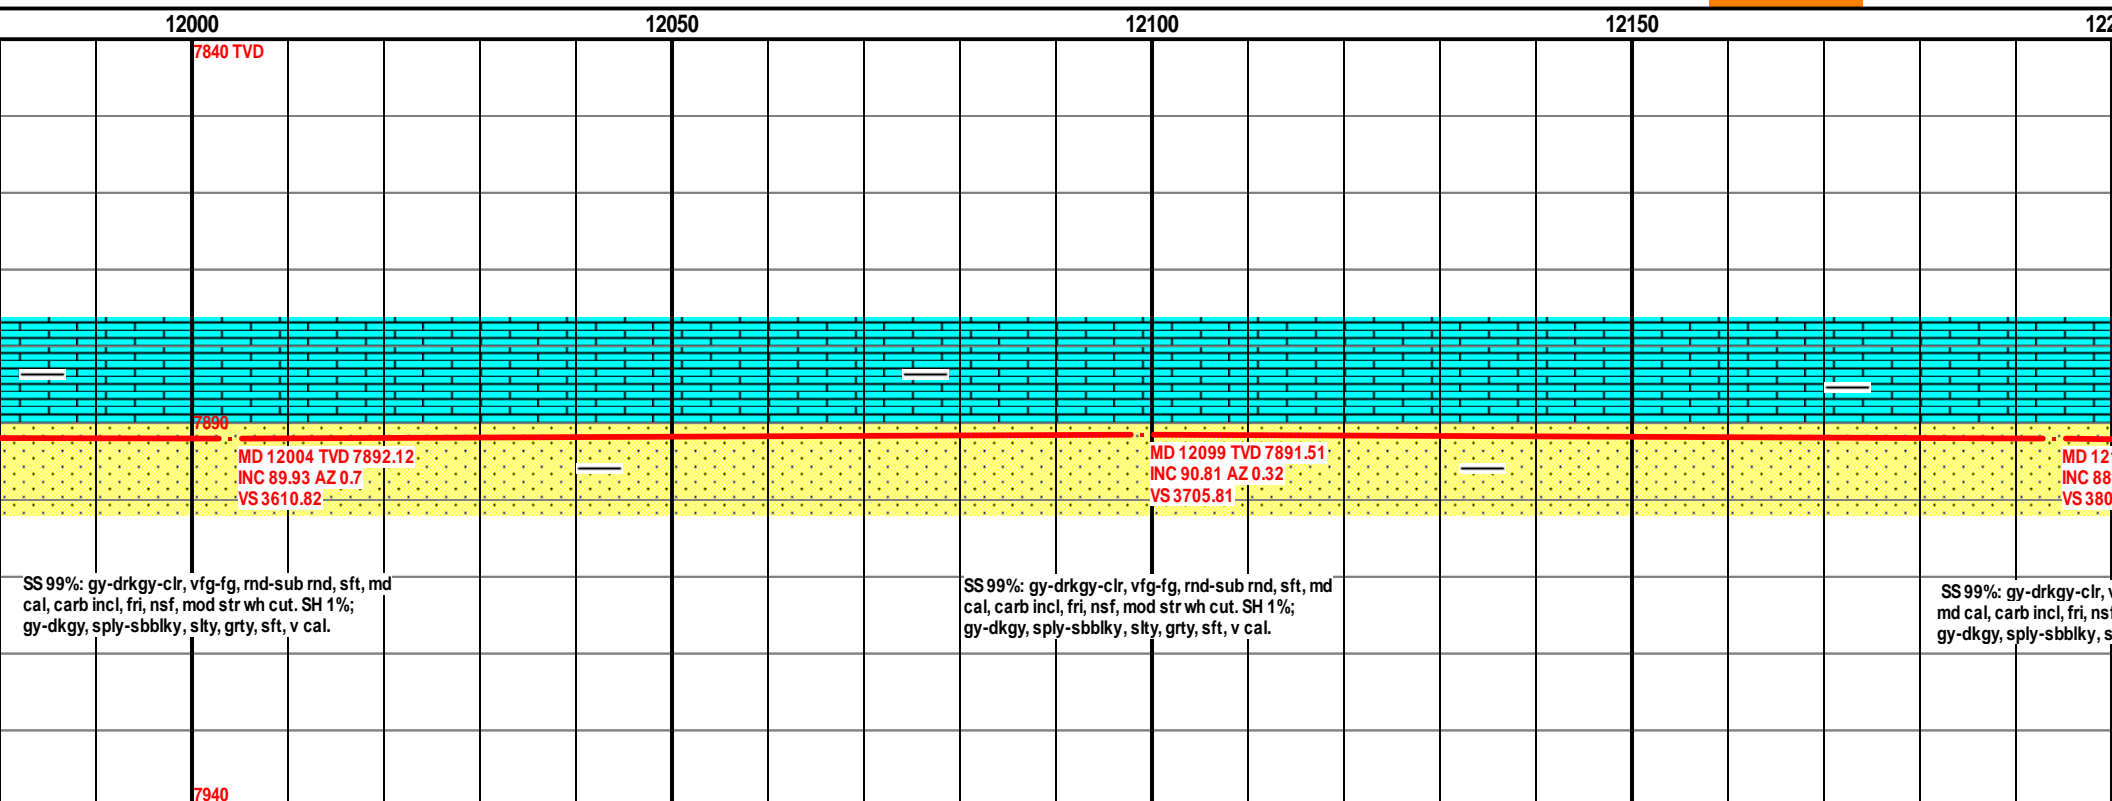 12000 12050 12100 12150
7840 TVD
7890
MD 12004 TVD 7892.12
INC 89.93 AZ 0.7
VS 3610.82
MD 12099 TVD 7891.51
INC 90.81 AZ 0.32
VS 3705.81
MD
INC 88
VS
SS 99%: gy-drkgy-clr, vfg-fg, rnd-sub rnd, sft, md
cal, carb incl, fri, nsf, mod str wh cut. SH 1%;
gy-dkgy, sply-sbblky, slty, grty, sft, v cal.
SS 99%: gy-drkgy-clr, vfg-fg, rnd-sub rnd, sft, md
cal, carb incl, fri, nsf, mod str wh cut. SH 1%;
gy-dkgy, sply-sbblky, slty, grty, sft, v cal.
SS 99%: gy-drkgy-clr,
md cal, carb incl, fri, nsf
gy-dkgy, sply-sbblky,
7940